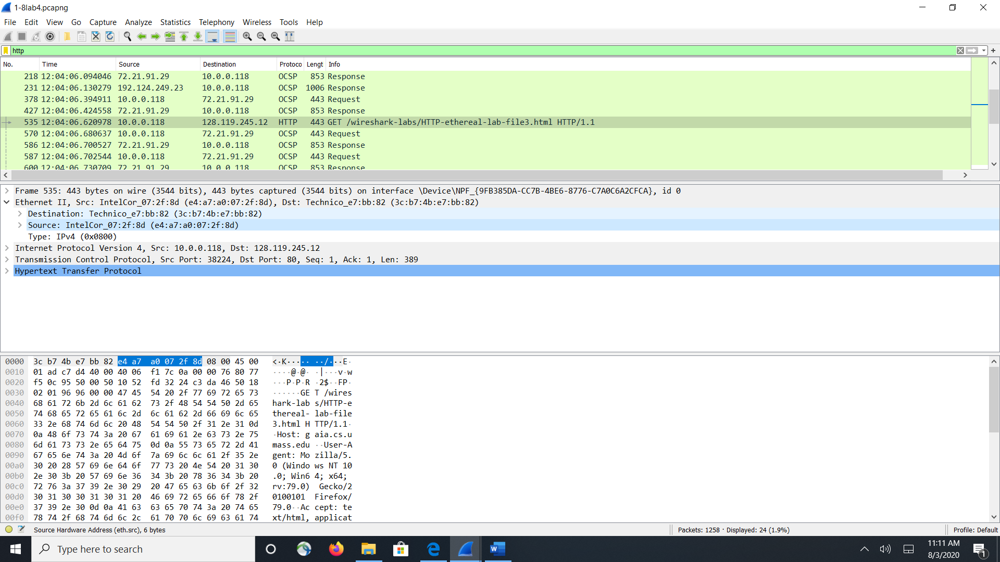 1-8lab4.pcapng
File Edit View Go Capture Analyze Statistics Telephony Wireless Tools Help
http
No. Time Source Destination Protoco Lengt Info
218 12:04:06.094046 72.21.91.29 10.0.0.118 OCSP 853 Response
231 12:04:06.130279 192.124.249.23 10.0.0.118 OCSP 1006 Response
378 12:04:06.394911 10.0.0.118 72.21.91.29 OCSP 443 Request
427 12:04:06.424558 72.21.91.29 10.0.0.118 OCSP 853 Response
535 12:04:06.620978 10.0.0.118 128.119.245.12 HTTP 443 GET /wireshark-labs/HTTP-ethereal-lab-file3.html HTTP/1.1
570 12:04:06.680637 10.0.0.118 72.21.91.29 OCSP 443 Request
586 12:04:06.700527 72.21.91.29 10.0.0.118 OCSP 853 Response
587 12:04:06.702544 10.0.0.118 72.21.91.29 OCSP 443 Request
600 12:04:06.730709 72.21.91.29 10.0.0.118 OCSP 853 Response
Frame 535: 443 bytes on wire (3544 bits), 443 bytes captured (3544 bits) on interface \Device\NPF_{9FB385DA-CC7B-4BE6-8776-C7A0C6A2CFCA}, id 0
Ethernet II, Src: IntelCor_07:2f:8d (e4:a7:a0:07:2f:8d), Dst: Technico_e7:bb:82 (3c:b7:4b:e7:bb:82)
Destination: Technico_e7:bb:82 (3c:b7:4b:e7:bb:82)
Source: IntelCor_07:2f:8d (e4:a7:a0:07:2f:8d)
Type: IPv4 (0x0800)
Internet Protocol Version 4, Src: 10.0.0.118, Dst: 128.119.245.12
Transmission Control Protocol, Src Port: 38224, Dst Port: 80, Seq: 1, Ack: 1, Len: 389
Hypertext Transfer Protocol
0000 3c b7 4b e7 bb 82 e4 a7 a0 07 2f 8d 08 00 45 00 <·K····· ··/···E·
0010 01 ad c7 d4 40 00 40 06 f1 7c 0a 00 00 76 80 77 ····@·@· ·|···v·w
0020 f5 0c 95 50 00 50 10 52 fd 32 24 c3 da 46 50 18 ···P·P·R ·2$··FP·
0030 02 01 96 96 00 00 47 45 54 20 2f 77 69 72 65 73 ······GE T /wires
0040 68 61 72 6b 2d 6c 61 62 73 2f 48 54 54 50 2d 65 hark-lab s/HTTP-e
0050 74 68 65 72 65 61 6c 2d 6c 61 62 2d 66 69 6c 65 thereal- lab-file
0060 33 2e 68 74 6d 6c 20 48 54 54 50 2f 31 2e 31 0d 3.html H TTP/1.1·
0070 0a 48 6f 73 74 3a 20 67 61 69 61 2e 63 73 2e 75 ·Host: g aia.cs.u
0080 6d 61 73 73 2e 65 64 75 0d 0a 55 73 65 72 2d 41 mass.edu ··User-A
0090 67 65 6e 74 3a 20 4d 6f 7a 69 6c 6c 61 2f 35 2e gent: Mo zilla/5.
00a0 30 20 28 57 69 6e 64 6f 77 73 20 4e 54 20 31 30 0 (Windo ws NT 10
00b0 2e 30 3b 20 57 69 6e 36 34 3b 20 78 36 34 3b 20 .0; Win6 4; x64;
00c0 72 76 3a 37 39 2e 30 29 20 47 65 63 6b 6f 2f 32 rv:79.0) Gecko/2
00d0 30 31 30 30 31 30 31 20 46 69 72 65 66 6f 78 2f 0100101 Firefox/
00e0 37 39 2e 30 0d 0a 41 63 63 65 70 74 3a 20 74 65 79.0··Ac cept: te
00f0 78 74 2f 68 74 6d 6c 2c 61 70 70 6c 69 63 61 74 xt/html, applicat
Source Hardware Address (eth.src), 6 bytes
Packets: 1258 · Displayed: 24 (1.9%)
Profile: Default
Type here to search
11:11 AM
8/3/2020
1